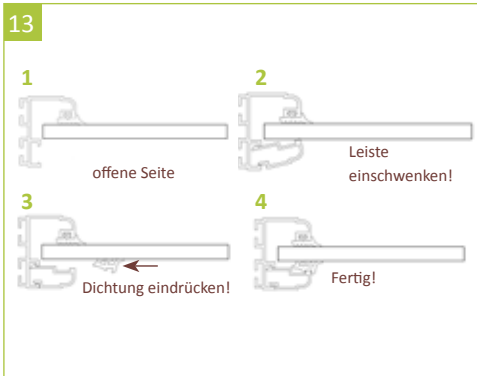 13
1
offene Seite
2
Leiste
einschwenken!
3
Dichtung eindrücken!
4
Fertig!